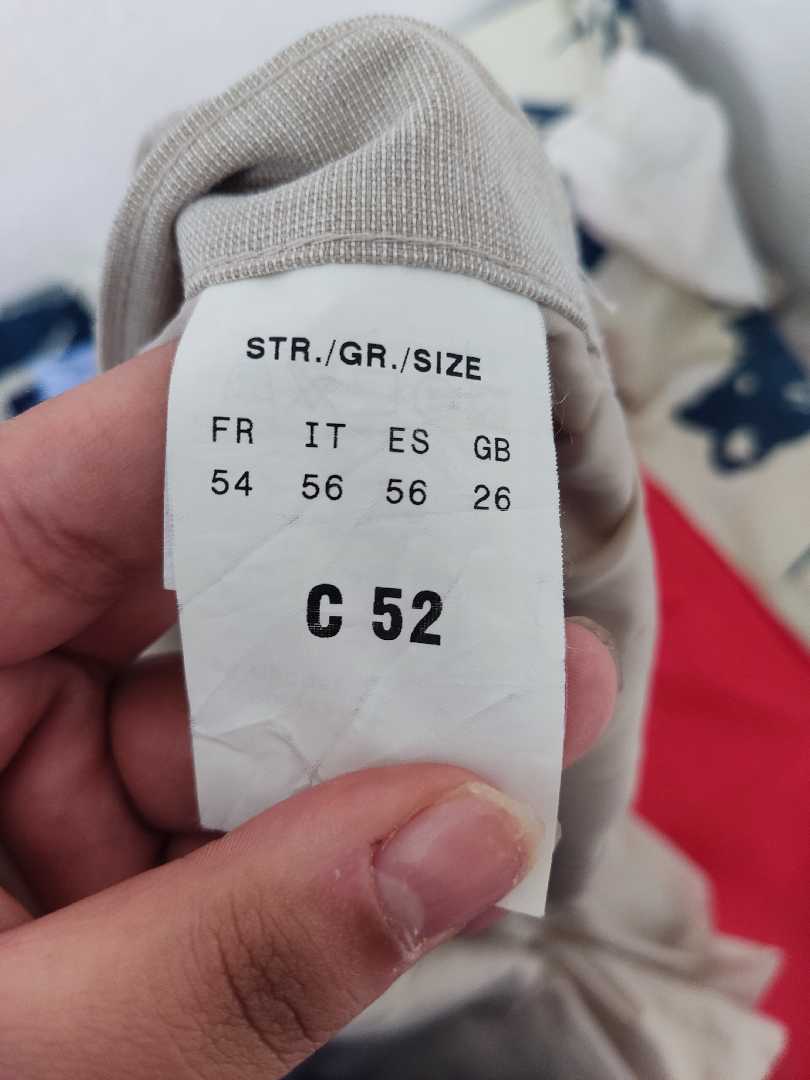 STR./GR./SIZE
FR IT ES GB
54 56 56 26
C 52